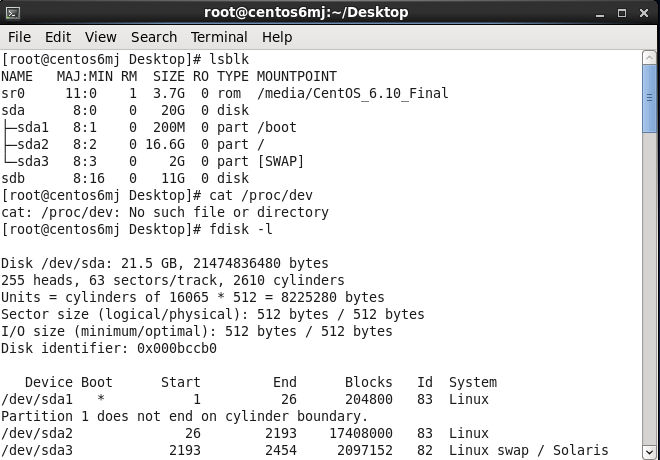 root@centos6mj:~/Desktop
File Edit View Search Terminal Help
[root@centos6mj Desktop]# lsblk
NAME   MAJ:MIN RM  SIZE RO TYPE MOUNTPOINT
sr0     11:0    1  3.7G  0 rom  /media/CentOS_6.10_Final
sda      8:0    0   20G  0 disk
├─sda1   8:1    0  200M  0 part /boot
├─sda2   8:2    0 16.6G  0 part /
└─sda3   8:3    0    2G  0 part [SWAP]
sdb      8:16   0   11G  0 disk
[root@centos6mj Desktop]# cat /proc/dev
cat: /proc/dev: No such file or directory
[root@centos6mj Desktop]# fdisk -l
Disk /dev/sda: 21.5 GB, 21474836480 bytes
255 heads, 63 sectors/track, 2610 cylinders
Units = cylinders of 16065 * 512 = 8225280 bytes
Sector size (logical/physical): 512 bytes / 512 bytes
I/O size (minimum/optimal): 512 bytes / 512 bytes
Disk identifier: 0x000bccb0
   Device Boot      Start         End      Blocks   Id  System
/dev/sda1   *           1          26      204800   83  Linux
Partition 1 does not end on cylinder boundary.
/dev/sda2              26        2193    17408000   83  Linux
/dev/sda3            2193        2454     2097152   82  Linux swap / Solaris